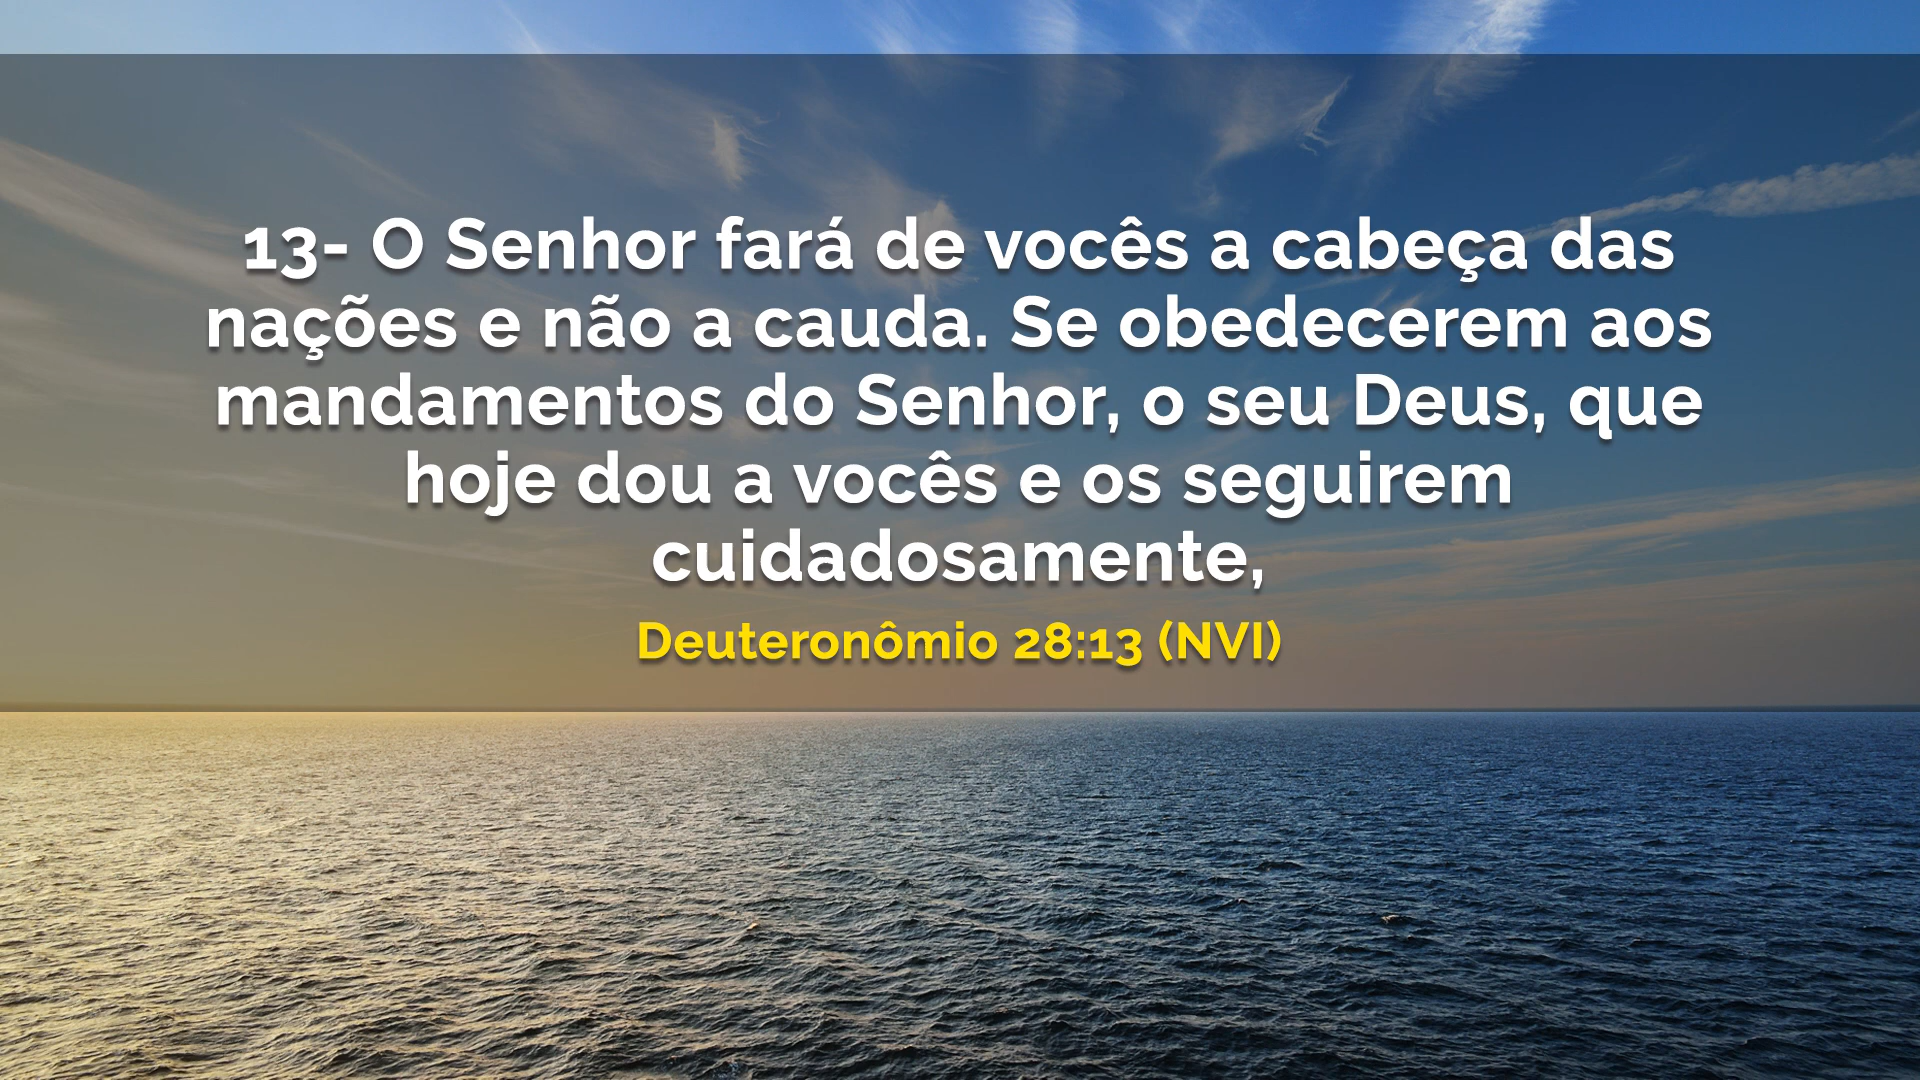 13- O Senhor fará de vocês a cabeça das
nações e não a cauda. Se obedecerem aos
mandamentos do Senhor, o seu Deus, que
hoje dou a vocês e os seguirem
cuidadosamente,
Deuteronômio 28:13 (NVI)